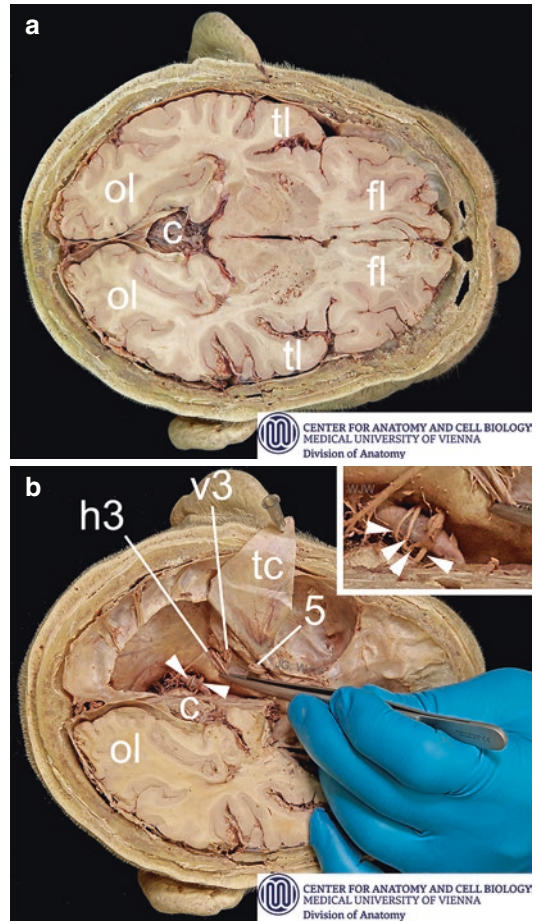 a
tl
ol
fl
c
ol
fl
tl
CENTER FOR ANATOMY AND CELL BIOLOGY
MEDICAL UNIVERSITY OF VIENNA
Division of Anatomy
b
v3
WJW
h3
tc
5
c
ol
CENTER FOR ANATOMY AND CELL BIOLOGY
MEDICAL UNIVERSITY OF VIENNA
Division of Anatomy